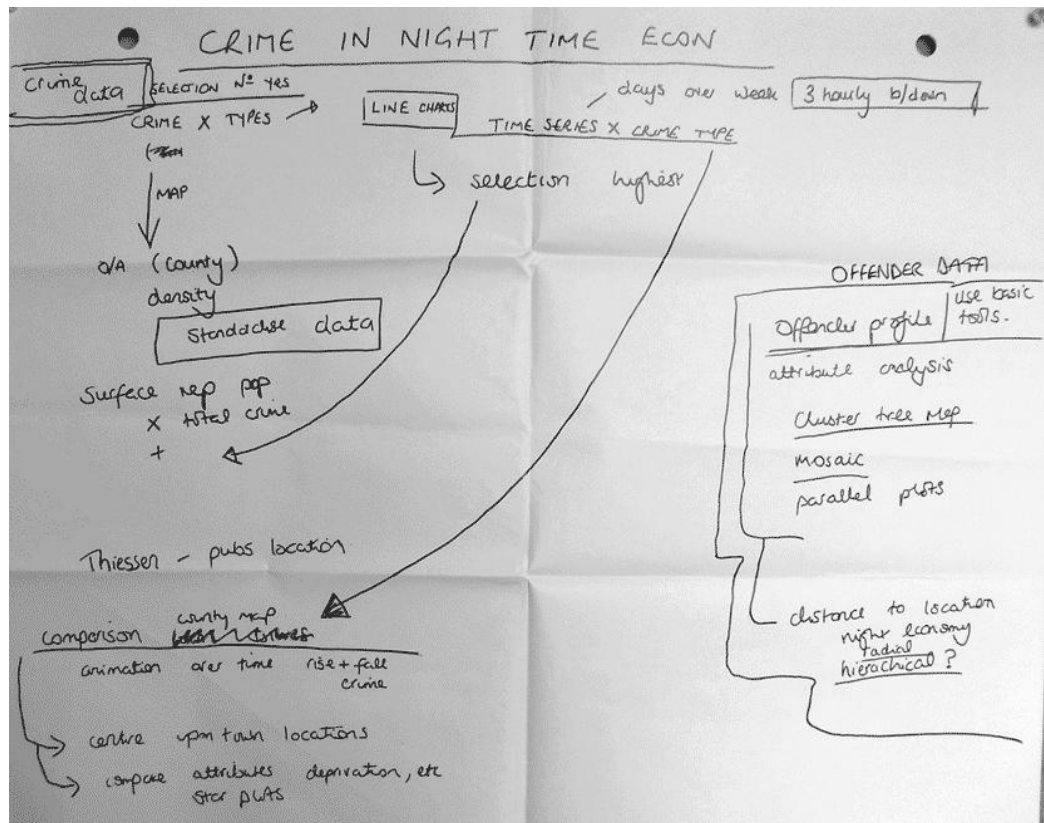 CRIME IN NIGHT TIME ECON
crime data
SELECTION Nº yes
CRIME X TYPES
MAP
O/A (county)
density
Standardise data
Surface map pop
X total crime
+
LINE CHARTS
days over week
3 hourly b/down
TIME SERIES X CRIME TYPE
selection highest
Thiessen - pubs location
comparison county map
animation over time rise + fall
crime
centre upon town locations
compare attributes deprivation, etc
star plots
OFFENDER DATA
Offender profile
use basic
tools.
attribute analysis
Cluster tree map
mosaic
parallel plots
distance to location
night economy
radial
hierachical?